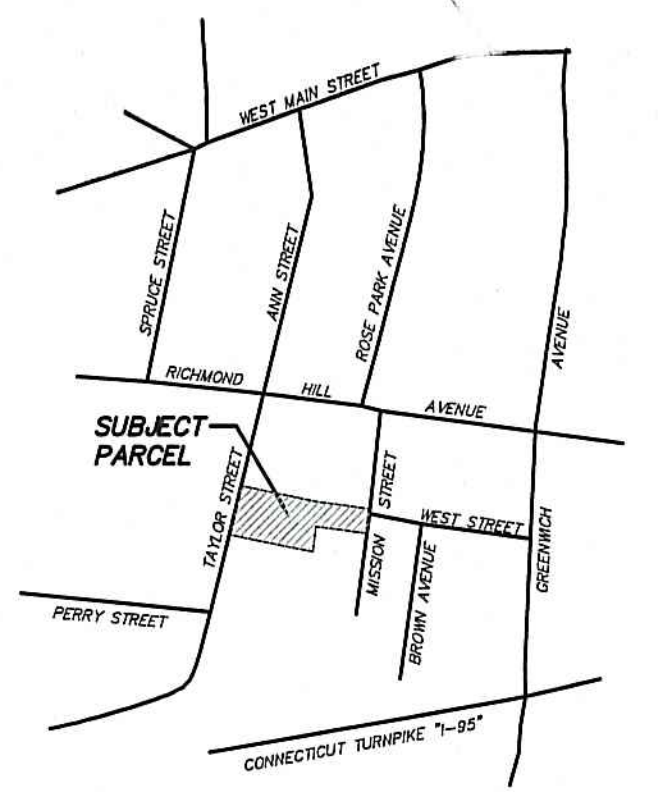 WEST MAIN STREET
SPRUCE STREET
ANN STREET
ROSE PARK AVENUE
AVENUE
RICHMOND HILL AVENUE
SUBJECT
PARCEL
TAYLOR STREET
STREET
WEST STREET
MISSION
BROWN AVENUE
GREENWICH
PERRY STREET
CONNECTICUT TURNPIKE "I-95"